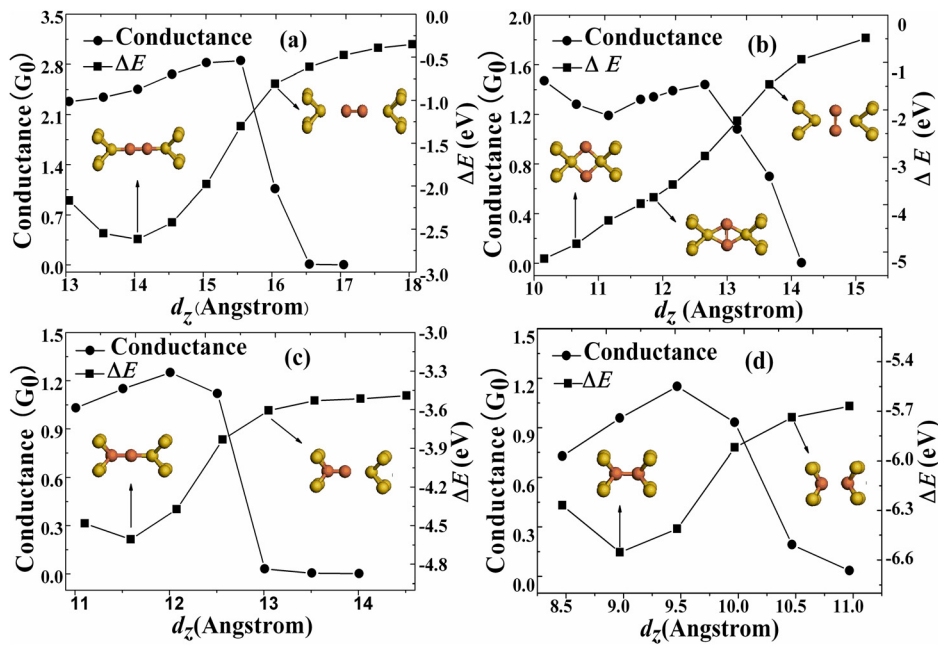 (a)
Conductance
ΔE
3.5
2.8
2.1
1.4
0.7
0.0
Conductance (G0)
0.0
-0.5
-1.0
-1.5
-2.0
-2.5
-3.0
ΔE (eV)
13 14 15 16 17 18
dz (Angstrom)
(b)
Conductance
Δ E
2.0
1.6
1.2
0.8
0.4
0.0
Conductance (G0)
0
-1
-2
-3
-4
-5
Δ E (eV)
10 11 12 13 14 15
dz (Angstrom)
(c)
Conductance
ΔE
1.5
1.2
0.9
0.6
0.3
0.0
Conductance (G0)
-3.0
-3.3
-3.6
-3.9
-4.2
-4.5
-4.8
ΔE (eV)
11 12 13 14
dz(Angstrom)
(d)
Conductance
ΔE
1.5
1.2
0.9
0.6
0.3
0.0
Conductance (G0)
-5.4
-5.7
-6.0
-6.3
-6.6
ΔE (eV)
8.5 9.0 9.5 10.0 10.5 11.0
dz(Angstrom)